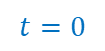 t = 0